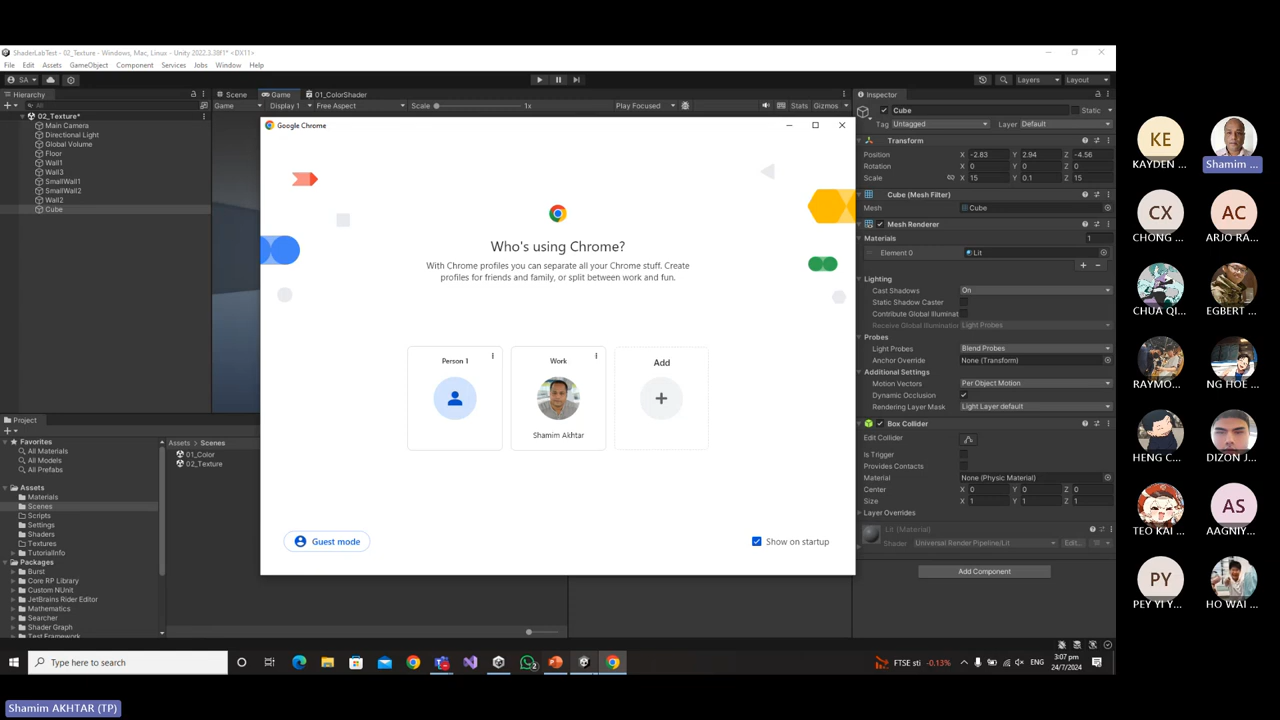 ShaderLabTest - 02_Texture - Windows, Mac, Linux - Unity 2022.3.38f1* <DX11>
File Edit Assets GameObject Component Services Jobs Window Help
SA Layers Layout
Hierarchy Scene Game 01_ColorShader Inspector
All Game Display 1 Free Aspect Scale 1x Play Focused Stats Gizmos
02_Texture*
Main Camera
Directional Light
Global Volume
Floor
Wall1
Wall3
SmallWall1
SmallWall2
Wall2
Cube
Google Chrome
Who's using Chrome?
With Chrome profiles you can separate all your Chrome stuff. Create
profiles for friends and family, or split between work and fun.
Person 1
Work
Shamim Akhtar
Add
Guest mode
Show on startup
Cube Static
Tag Untagged Layer Default
Transform
Position X -2.83 Y 2.94 Z -4.56
Rotation X 0 Y 0 Z 0
Scale X 15 Y 0.1 Z 15
Cube (Mesh Filter)
Mesh Cube
Mesh Renderer
Materials 1
Element 0 Lit
Lighting
Cast Shadows On
Static Shadow Caster
Contribute Global Illuminat
Receive Global Illumination Light Probes
Probes
Light Probes Blend Probes
Anchor Override None (Transform)
Additional Settings
Motion Vectors Per Object Motion
Dynamic Occlusion
Rendering Layer Mask Light Layer default
Box Collider
Edit Collider
Is Trigger
Provides Contacts
Material None (Physic Material)
Center X 0 Y 0 Z 0
Size X 1 Y 1 Z 1
Layer Overrides
Lit (Material)
Shader Universal Render Pipeline/Lit Edit...
Add Component
Project
Favorites
All Materials
All Models
All Prefabs
Assets
Materials
Scenes
Scripts
Settings
Shaders
Textures
TutorialInfo
Packages
Burst
Core RP Library
Custom NUnit
JetBrains Rider Editor
Mathematics
Searcher
Shader Graph
Test Framework
Assets Scenes
01_Color
02_Texture
Type here to search
2
FTSE sti -0.13%
ENG
3:07 pm
24/7/2024
KE
KAYDEN ...
Shamim ...
CX
CHONG ...
AC
ARJO RA...
CHUA QI...
EGBERT ...
RAYMO...
NG HOE ...
HENG C...
DIZON J...
TEO KAI ...
AS
AAGNIY...
PY
PEY YI Y...
HO WAI ...
Shamim AKHTAR (TP)